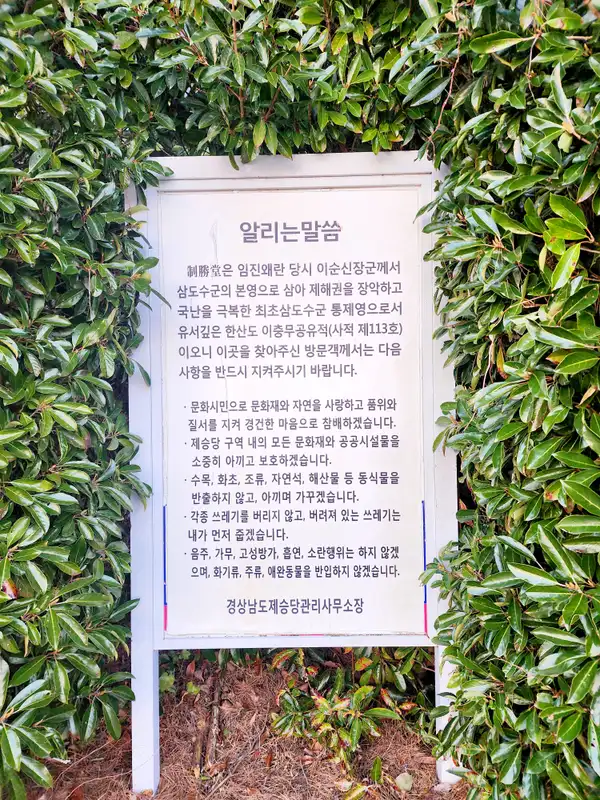 알리는말씀
制勝堂은 임진왜란 당시 이순신장군께서
삼도수군의 본영으로 삼아 제해권을 장악하고
국난을 극복한 최초삼도수군 통제영으로서
유서깊은 한산도 이충무공유적(사적 제113호)
이오니 이곳을 찾아주신 방문객께서는 다음
사항을 반드시 지켜주시기 바랍니다.
· 문화시민으로 문화재와 자연을 사랑하고 품위와
질서를 지켜 경건한 마음으로 참배하겠습니다.
· 제승당 구역 내의 모든 문화재와 공공시설물을
소중히 아끼고 보호하겠습니다.
· 수목, 화초, 조류, 자연석, 해산물 등 동식물을
반출하지 않고, 아끼며 가꾸겠습니다.
· 각종 쓰레기를 버리지 않고, 버려져 있는 쓰레기는
내가 먼저 줍겠습니다.
· 음주, 가무, 고성방가, 흡연, 소란행위는 하지 않겠
으며, 화기류, 주류, 애완동물을 반입하지 않겠습니다.
경상남도제승당관리사무소장